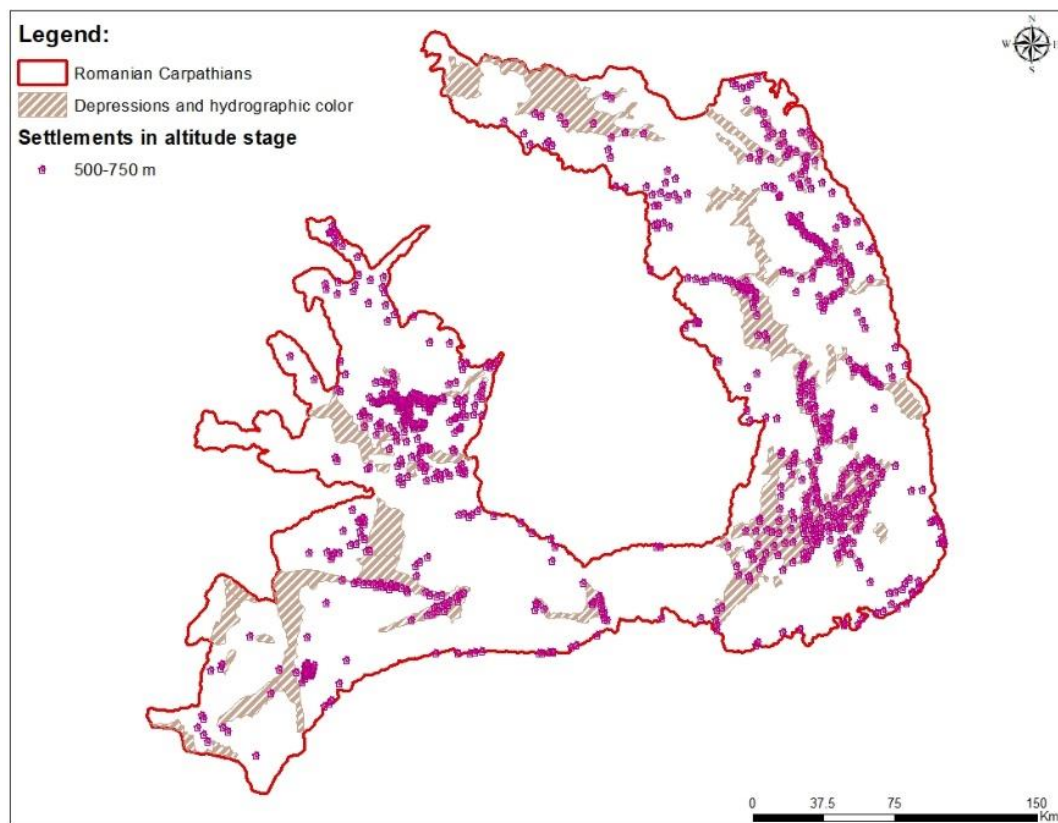 Legend:
Romanian Carpathians
Depressions and hydrographic color
Settlements in altitude stage
500-750 m
N
W E
S
0 37.5 75 150
Km